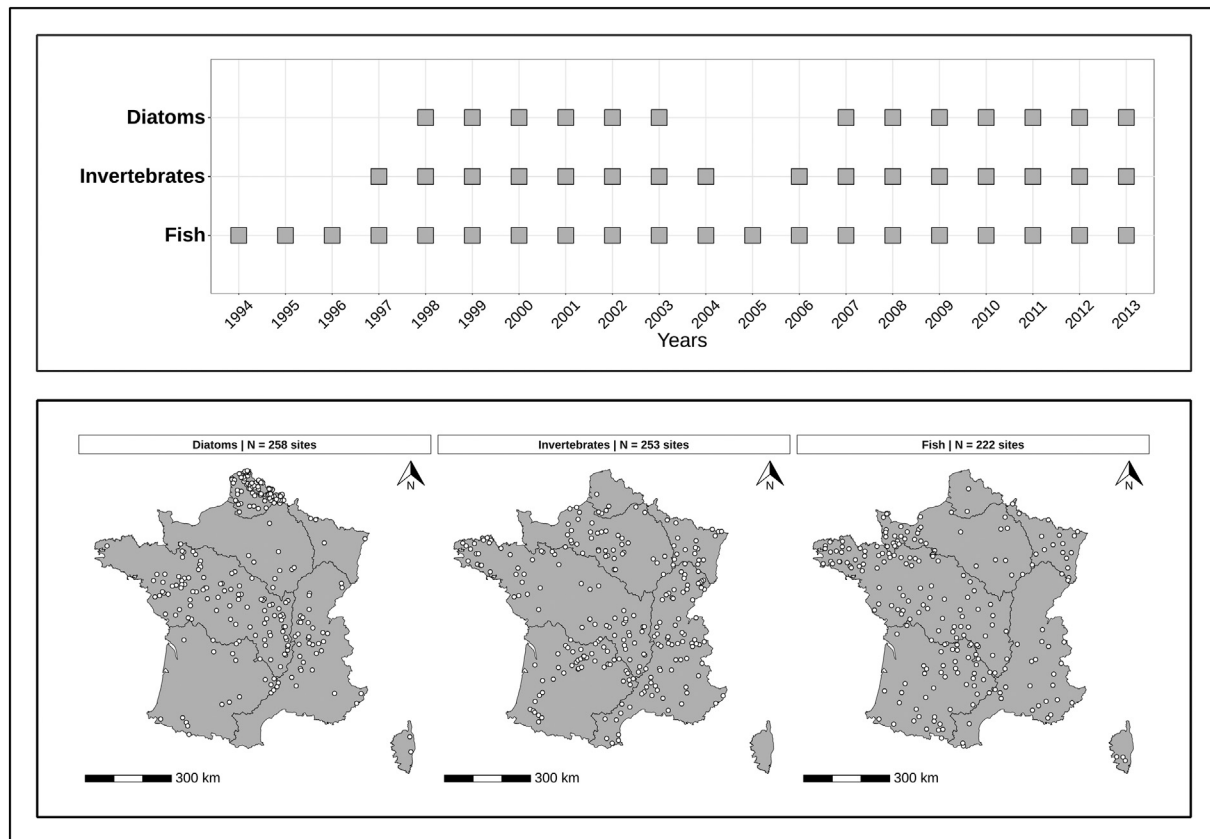 Diatoms
Invertebrates
Fish
1994 1995 1996 1997 1998 1999 2000 2001 2002 2003 2004 2005 2006 2007 2008 2009 2010 2011 2012 2013
Years
Diatoms | N = 258 sites
Invertebrates | N = 253 sites
Fish | N = 222 sites
N
N
N
300 km
300 km
300 km